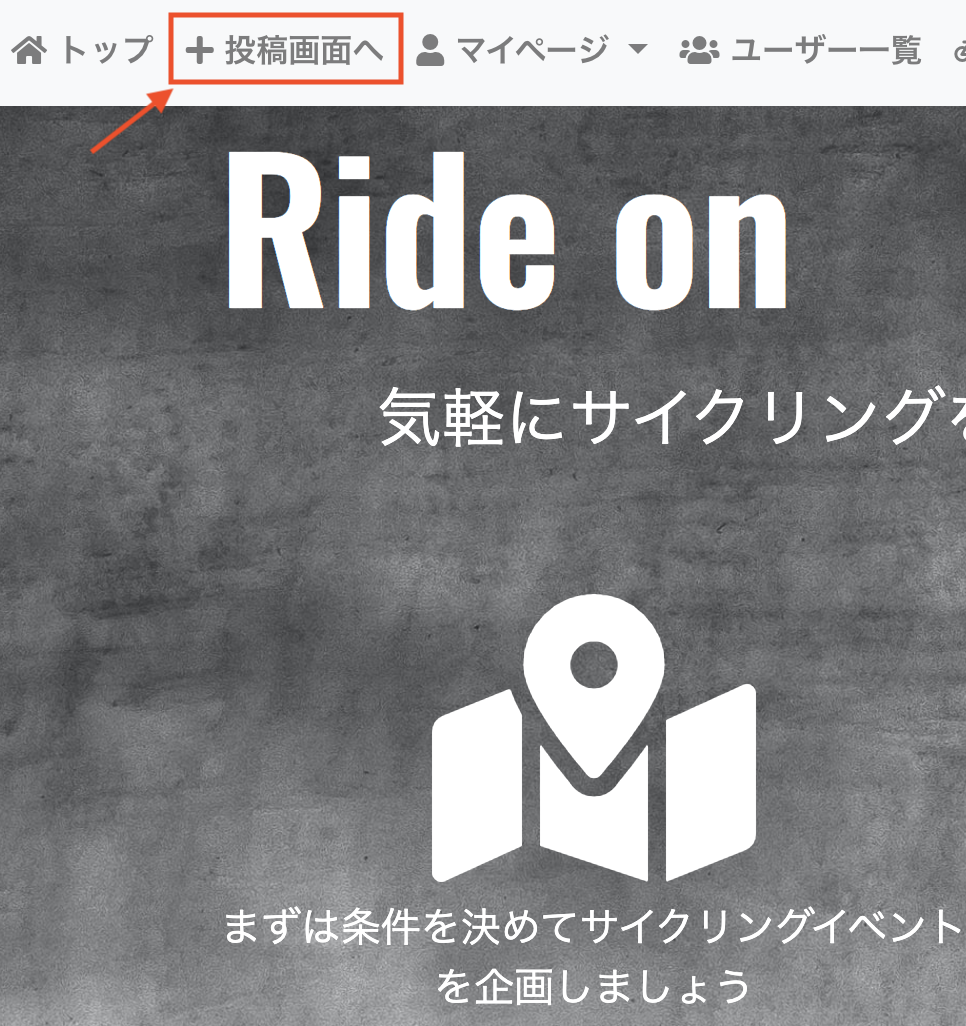 トップ 投稿画面へ マイページ ユーザー一覧
Ride on
気軽にサイクリング
まずは条件を決めてサイクリングイベント
を企画しましょう